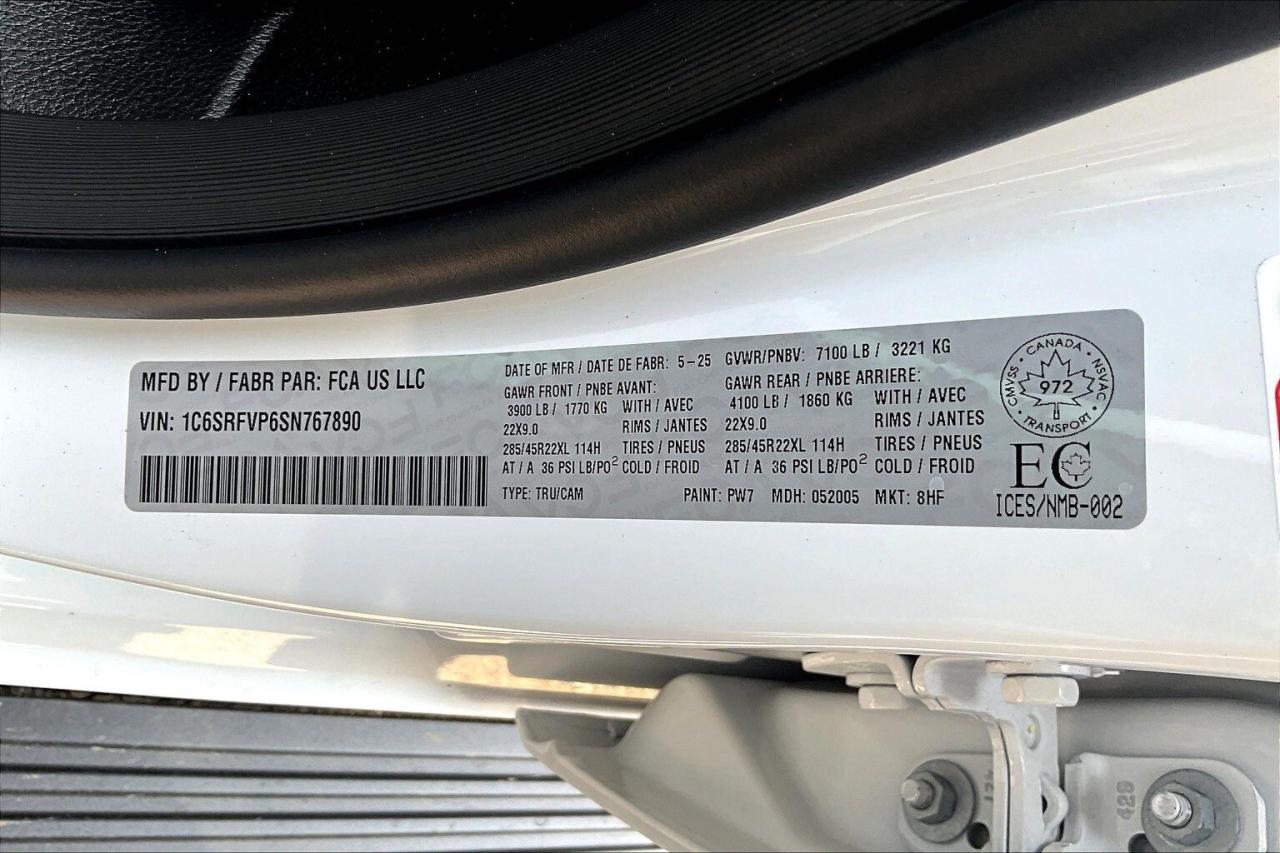 MFD BY / FABR PAR: FCA US LLC
VIN: 1C6SRFVP6SN767890
DATE OF MFR / DATE DE FABR: 5-25 GVWR/PNBV: 7100 LB / 3221 KG
GAWR FRONT / PNBE AVANT: GAWR REAR / PNBE ARRIERE:
3900 LB / 1770 KG WITH / AVEC 4100 LB / 1860 KG WITH / AVEC
22X9.0 RIMS / JANTES 22X9.0 RIMS / JANTES
285/45R22XL 114H TIRES / PNEUS 285/45R22XL 114H TIRES / PNEUS
AT / A 36 PSI LB/PO² COLD / FROID AT / A 36 PSI LB/PO² COLD / FROID
TYPE: TRU/CAM PAINT: PW7 MDH: 052005 MKT: 8HF
CANADA
CMVSS 972 NSVAC
TRANSPORT
EC
ICES/NMB-002
429